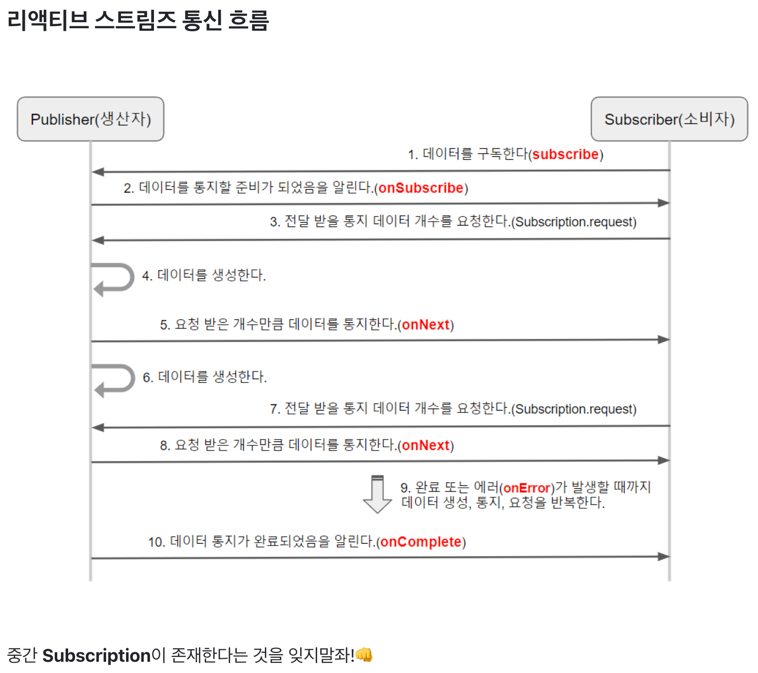 리액티브 스트림즈 통신 흐름
Publisher(생산자)
Subscriber(소비자)
1. 데이터를 구독한다(subscribe)
2. 데이터를 통지할 준비가 되었음을 알린다.(onSubscribe)
3. 전달 받을 통지 데이터 개수를 요청한다.(Subscription.request)
4. 데이터를 생성한다.
5. 요청 받은 개수만큼 데이터를 통지한다.(onNext)
6. 데이터를 생성한다.
7. 전달 받을 통지 데이터 개수를 요청한다.(Subscription.request)
8. 요청 받은 개수만큼 데이터를 통지한다.(onNext)
9. 완료 또는 에러(onError)가 발생할 때까지
데이터 생성, 통지, 요청을 반복한다.
10. 데이터 통지가 완료되었음을 알린다.(onComplete)
중간 Subscription이 존재한다는 것을 잊지말좌!👊